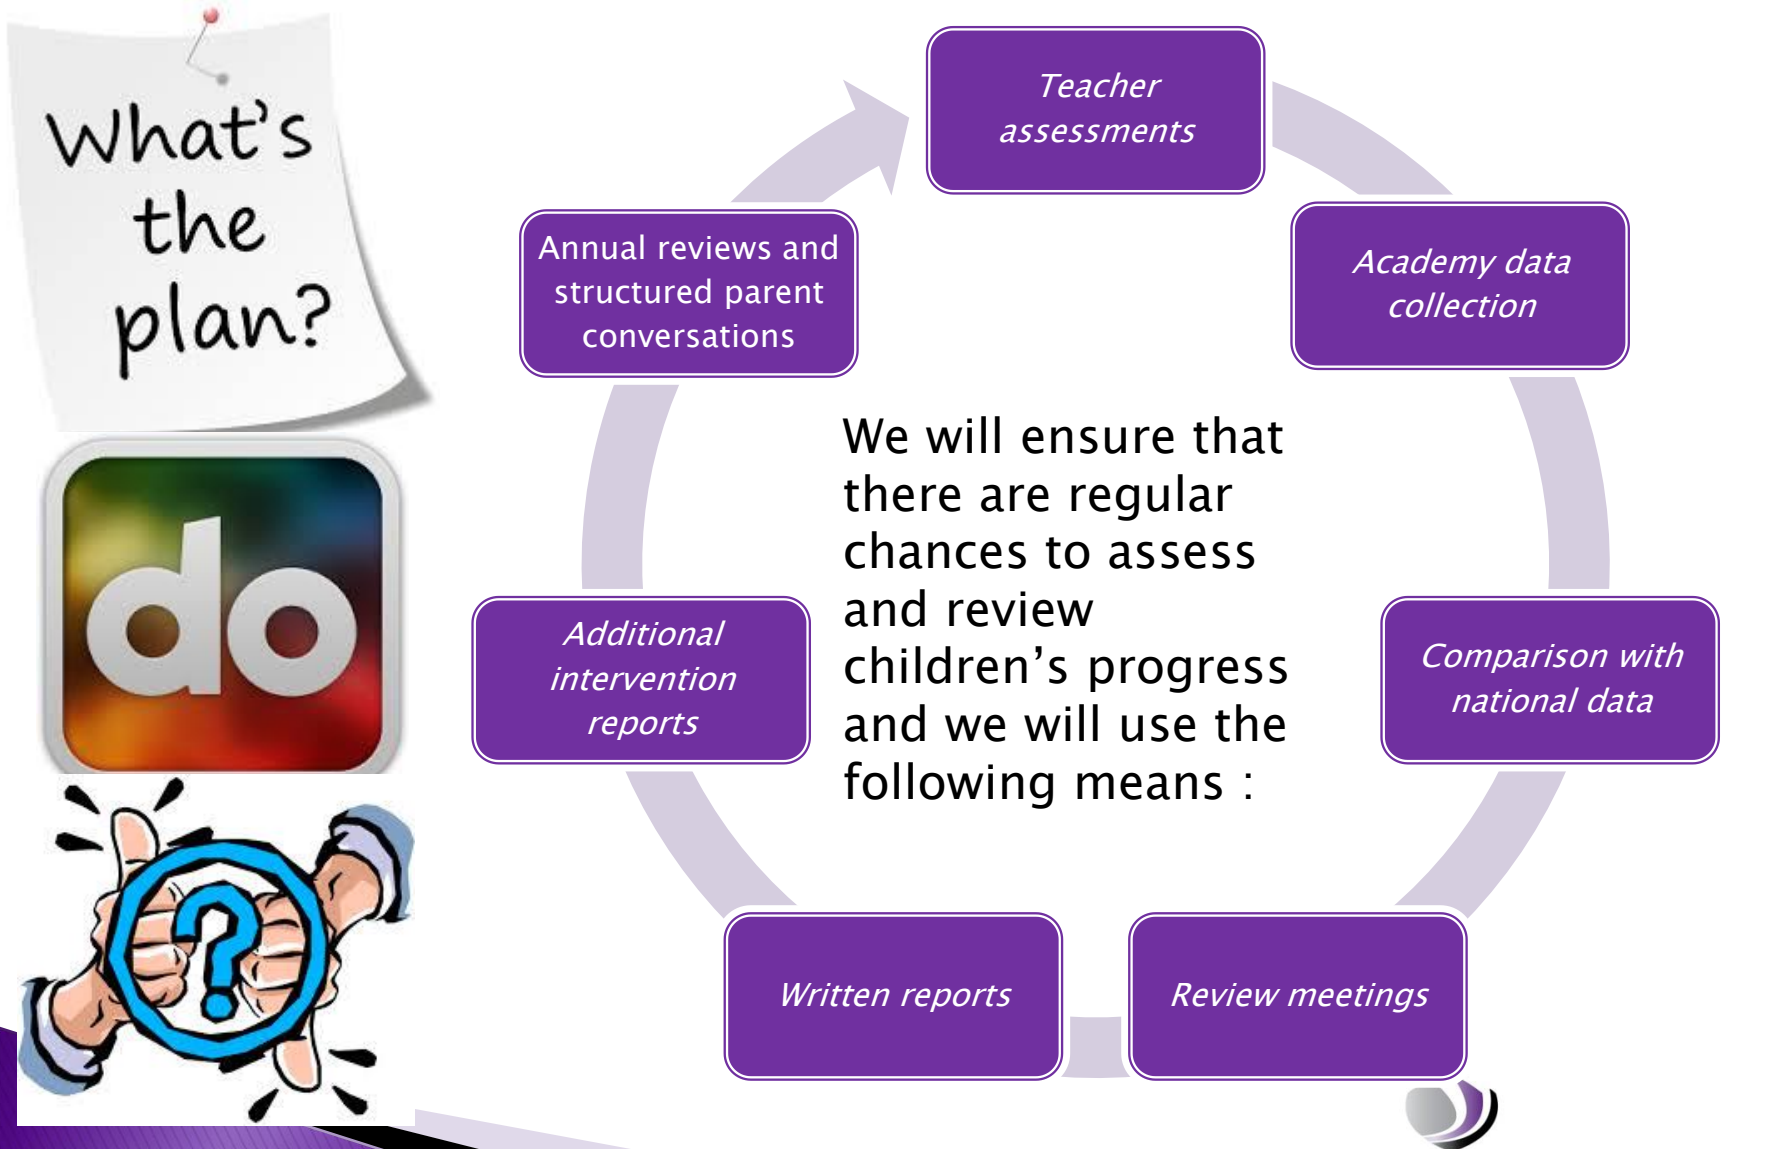 What's
the
plan?
do
?
Teacher
assessments
Academy data
collection
Comparison with
national data
Review meetings
Written reports
Additional
intervention
reports
Annual reviews and
structured parent
conversations
We will ensure that
there are regular
chances to assess
and review
children’s progress
and we will use the
following means :